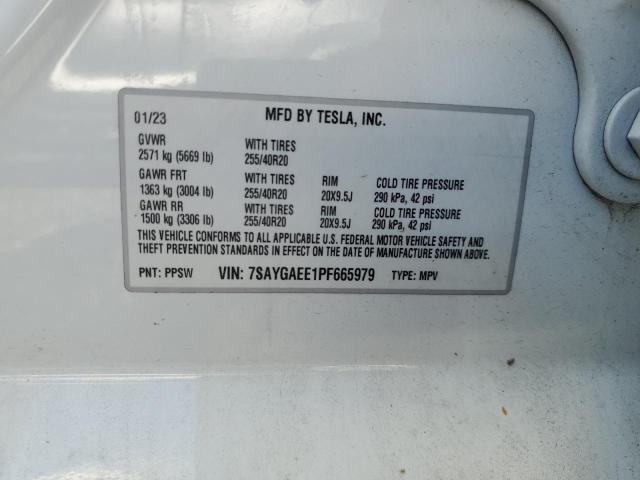 01/23 MFD BY TESLA, INC.
GVWR WITH TIRES
2571 kg (5669 lb) 255/40R20
GAWR FRT WITH TIRES RIM COLD TIRE PRESSURE
1363 kg (3004 lb) 255/40R20 20X9.5J 290 kPa, 42 psi
GAWR RR WITH TIRES RIM COLD TIRE PRESSURE
1500 kg (3306 lb) 255/40R20 20X9.5J 290 kPa, 42 psi
THIS VEHICLE CONFORMS TO ALL APPLICABLE U.S. FEDERAL MOTOR VEHICLE SAFETY AND
THEFT PREVENTION STANDARDS IN EFFECT ON THE DATE OF MANUFACTURE SHOWN ABOVE.
PNT: PPSW VIN: 7SAYGAEE1PF665979 TYPE: MPV